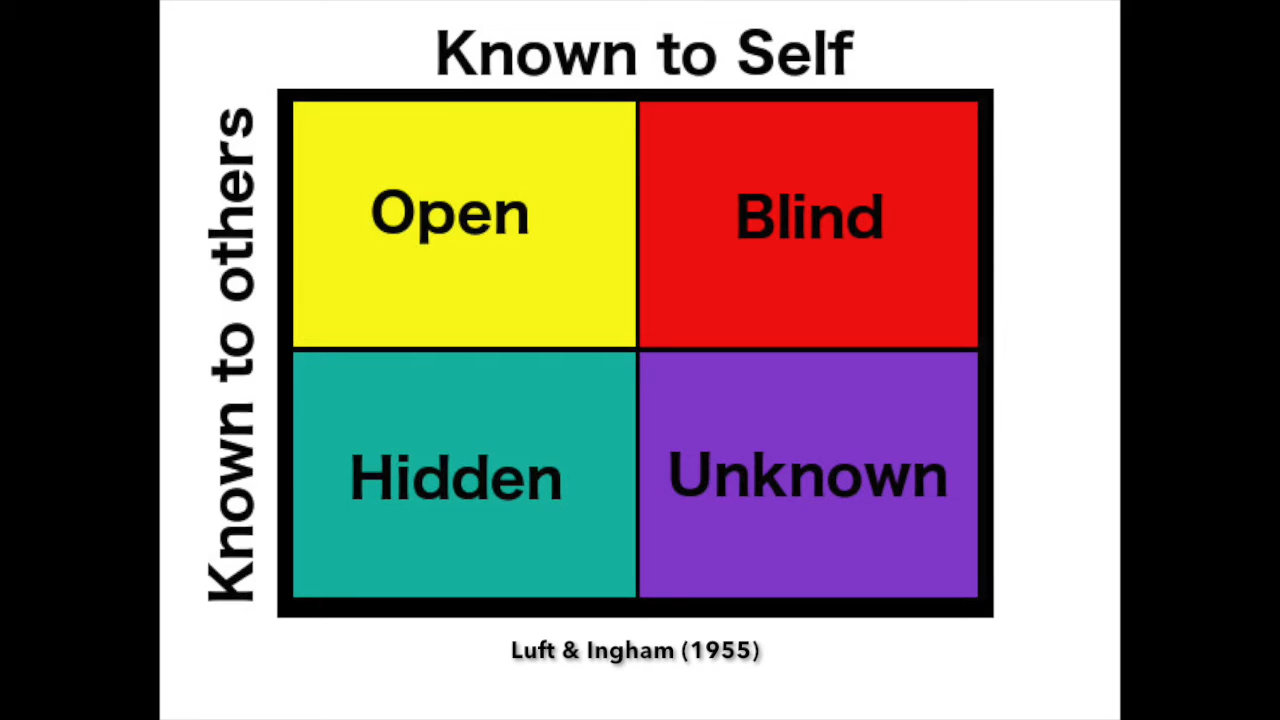 Known to Self
Known to others
Open
Blind
Hidden
Unknown
Luft & Ingham (1955)